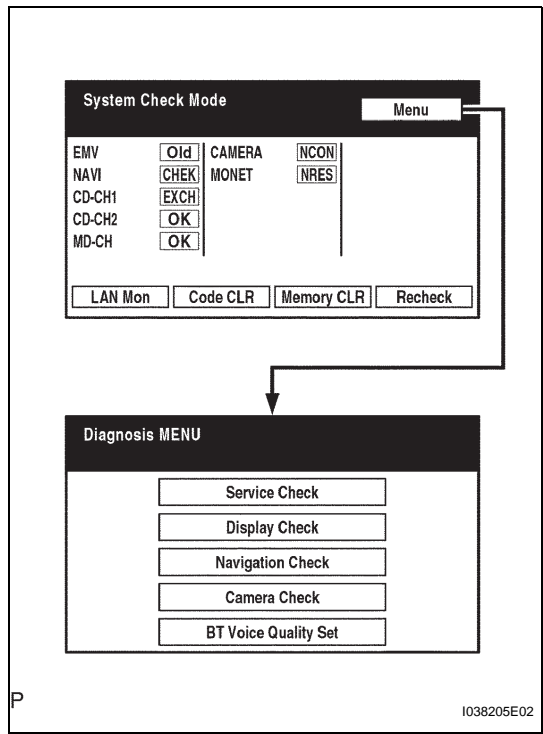 System Check Mode
Menu
EMV Old CAMERA NCON
NAVI CHEK MONET NRES
CD-CH1 EXCH
CD-CH2 OK
MD-CH OK
LAN Mon Code CLR Memory CLR Recheck
Diagnosis MENU
Service Check
Display Check
Navigation Check
Camera Check
BT Voice Quality Set
P
I038205E02